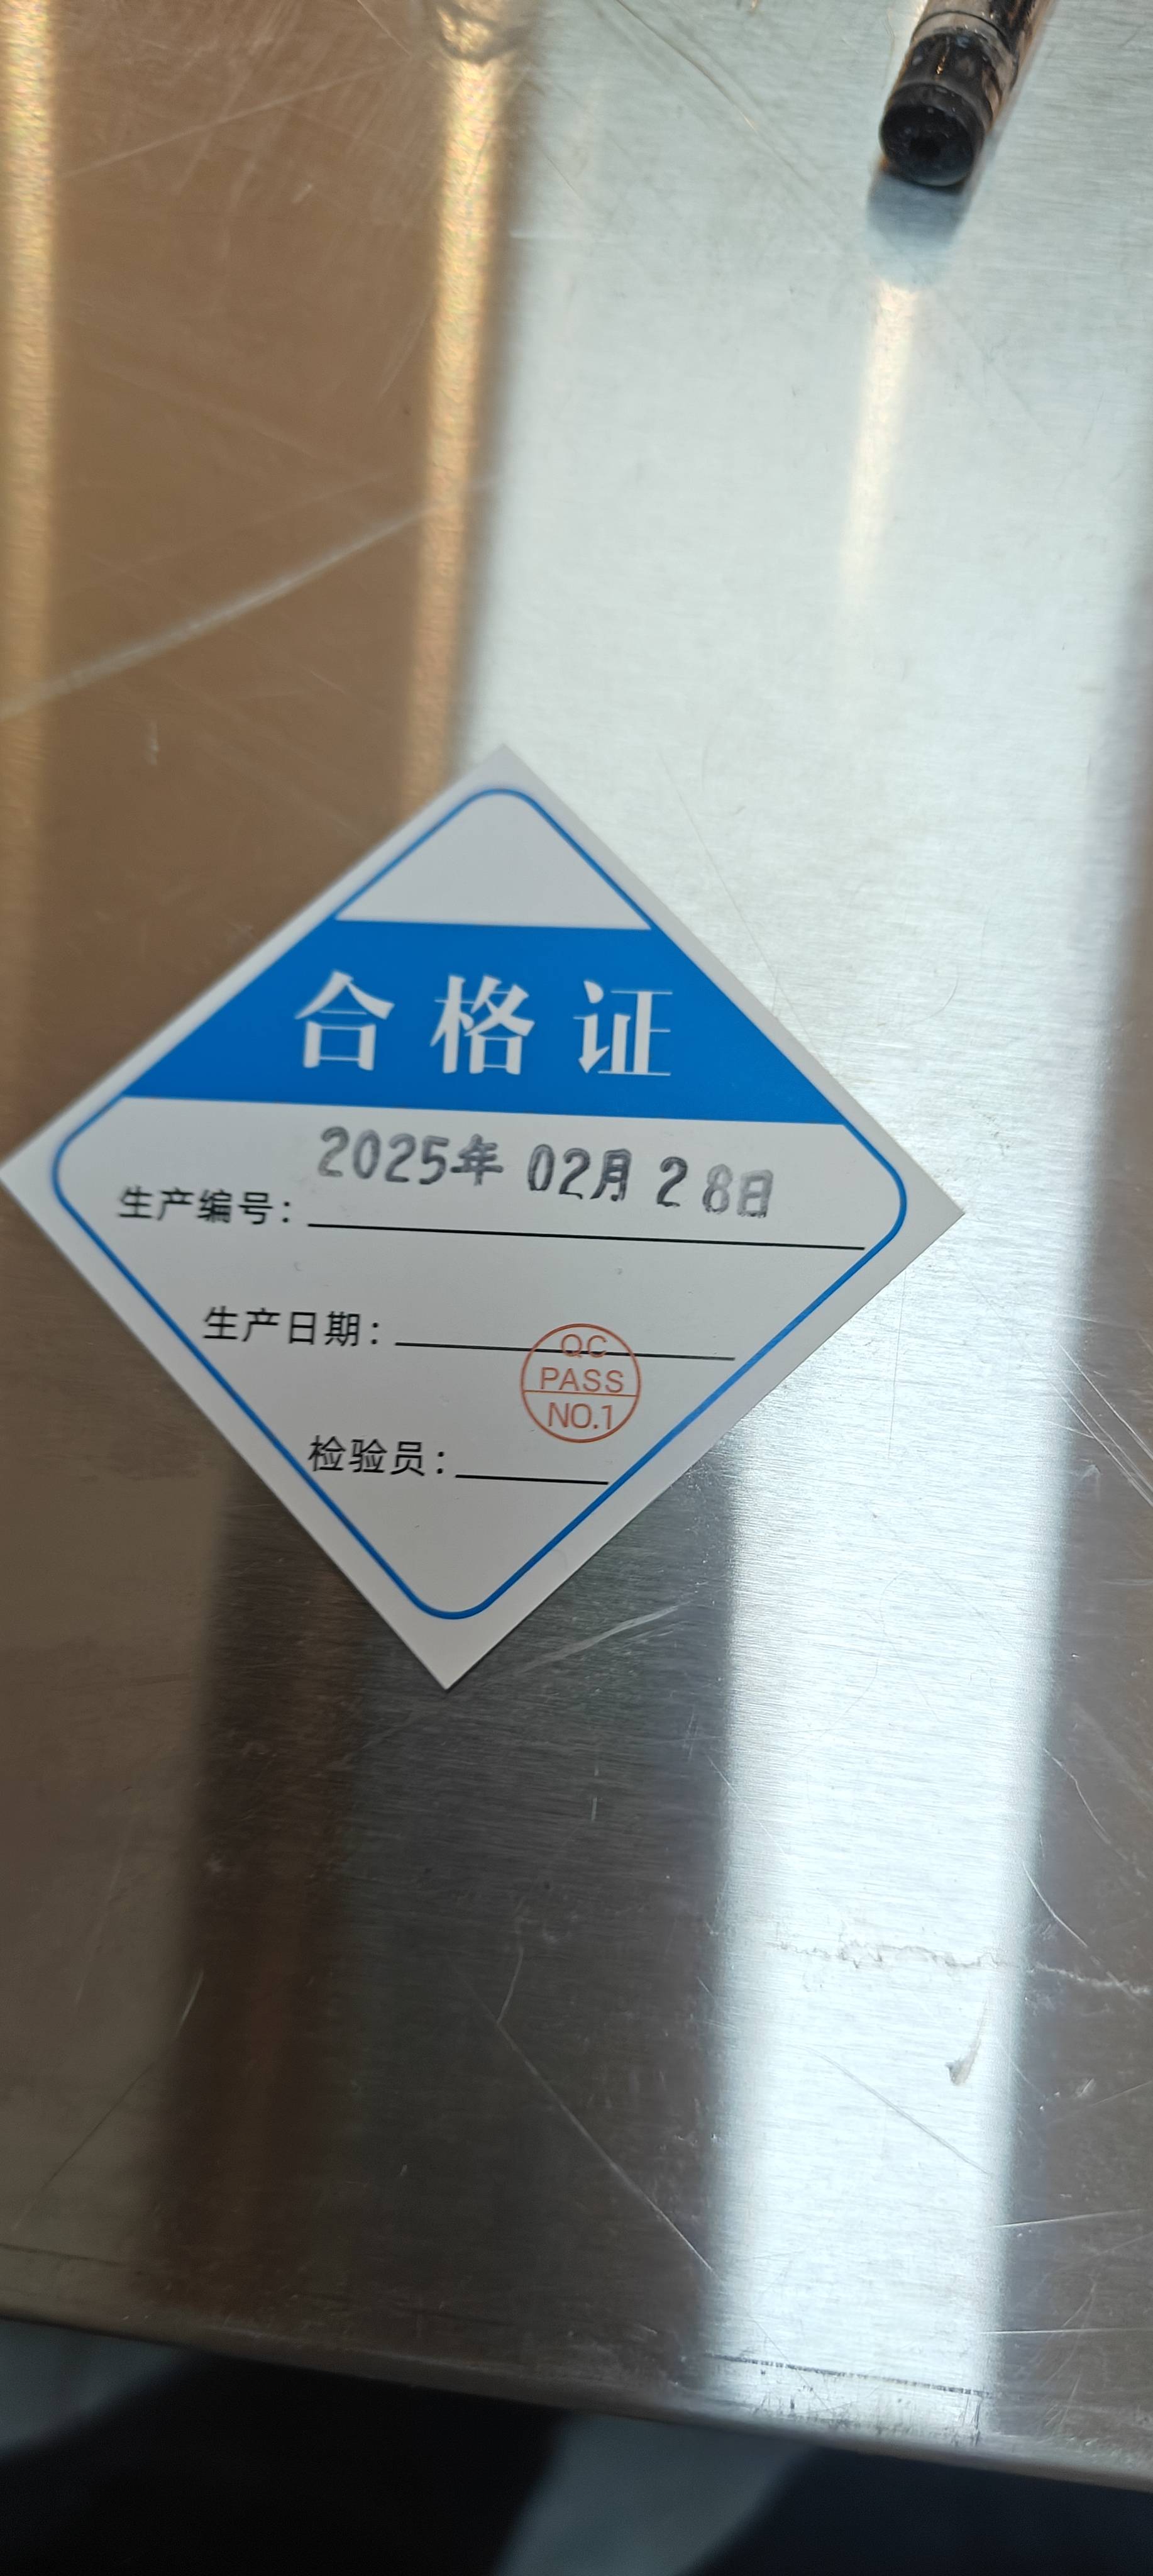 合格证
2025年 02月 28日
生产编号：
生产日期：
QC
PASS
NO.1
检验员：